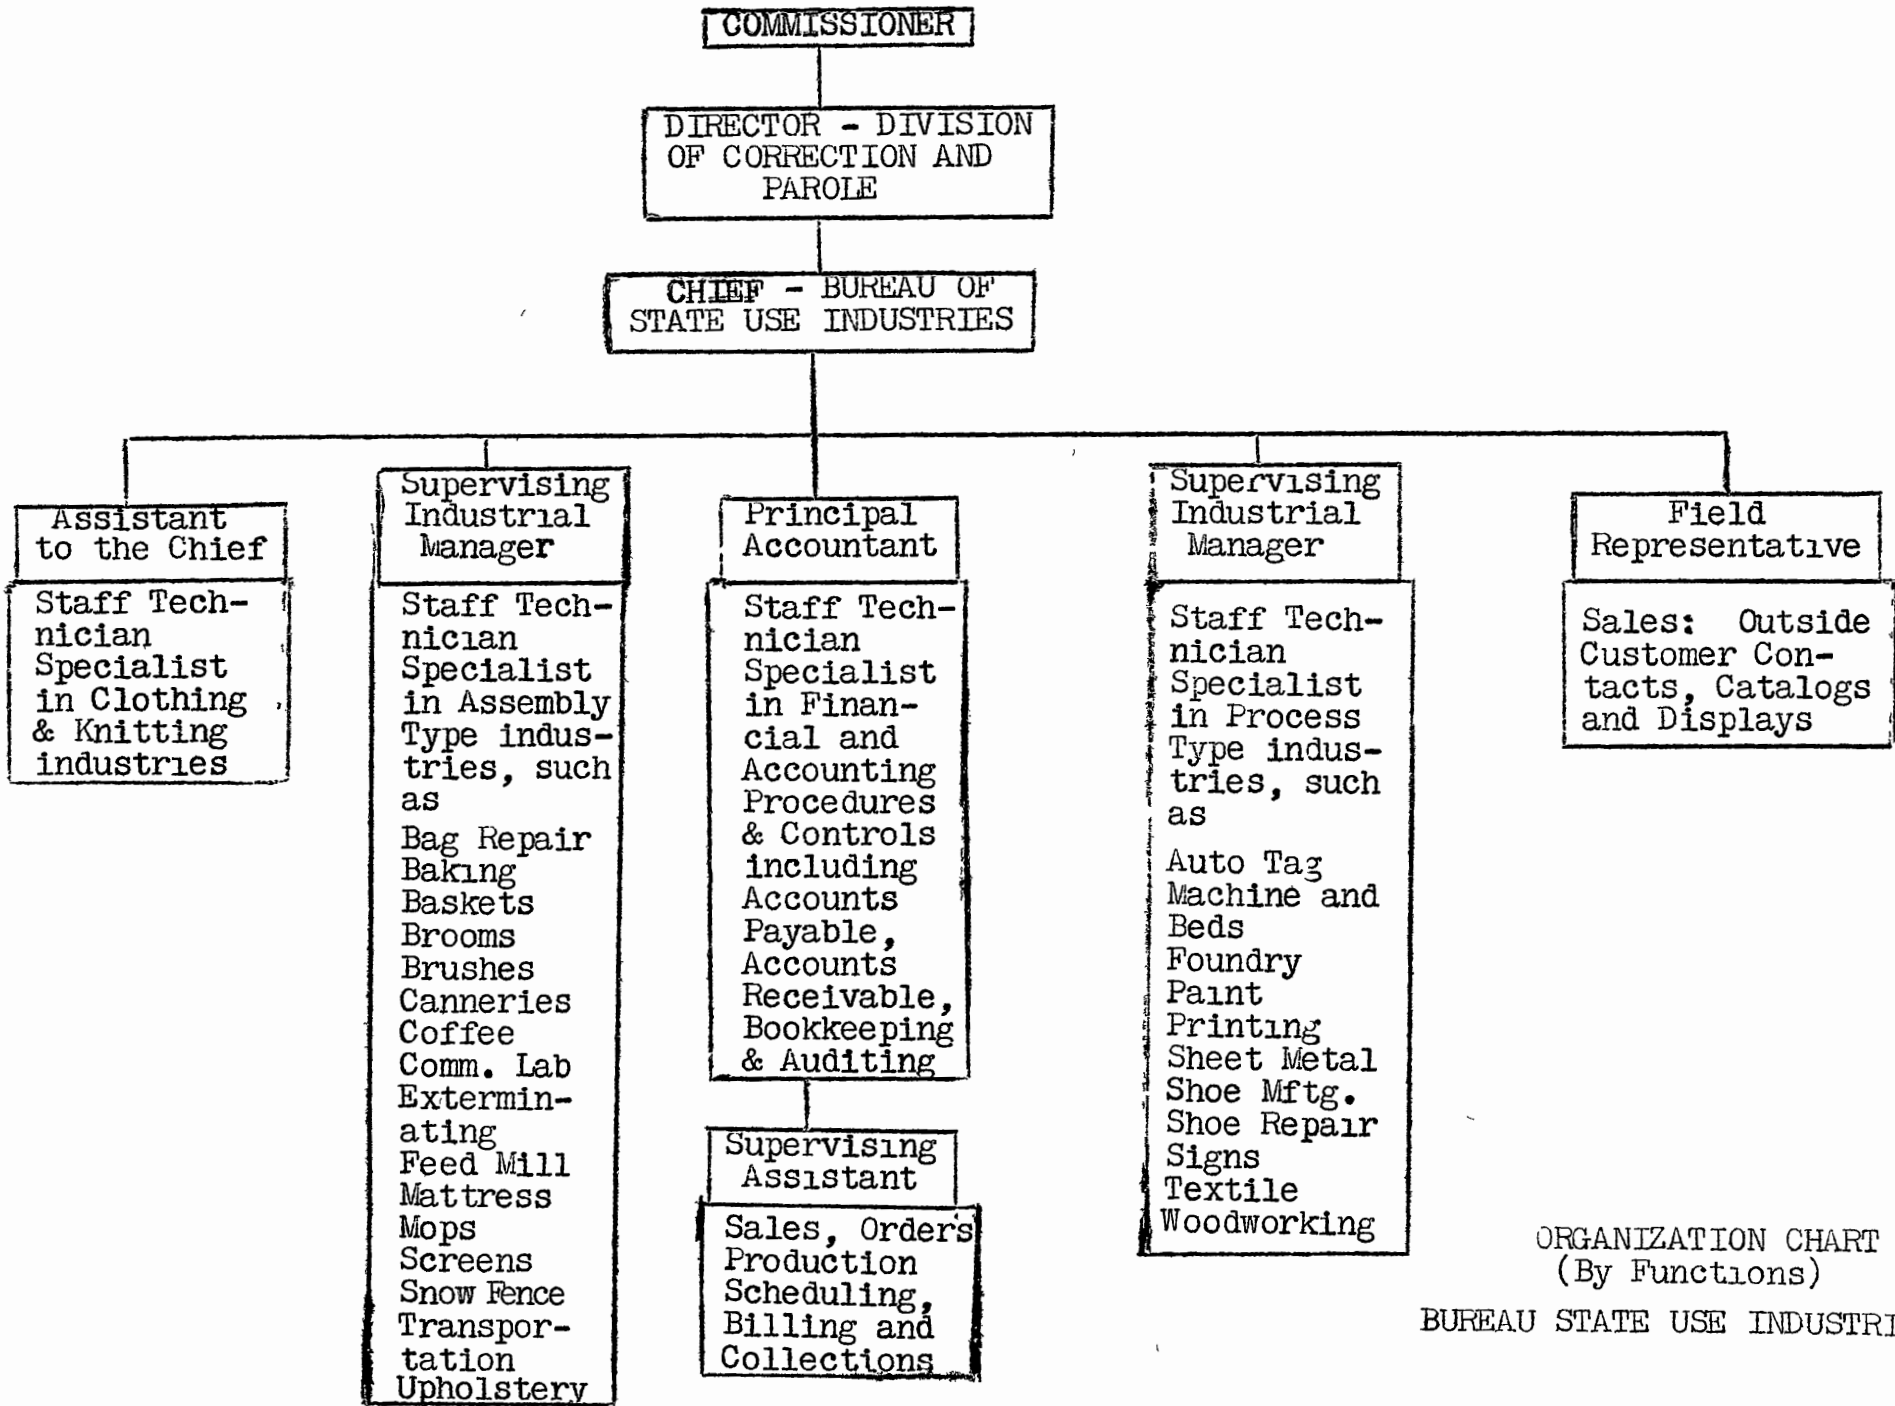 COMMISSIONER
DIRECTOR - DIVISION
OF CORRECTION AND
PAROLE
CHIEF - BUREAU OF
STATE USE INDUSTRIES
Assistant
to the Chief
Staff Tech-
nician
Specialist
in Clothing
& Knitting
industries
Supervising
Industrial
Manager
Staff Tech-
nician
Specialist
in Assembly
Type indus-
tries, such
as
Bag Repair
Baking
Baskets
Brooms
Brushes
Canneries
Coffee
Comm. Lab
Extermin-
ating
Feed Mill
Mattress
Mops
Screens
Snow Fence
Transpor-
tation
Upholstery
Principal
Accountant
Staff Tech-
nician
Specialist
in Finan-
cial and
Accounting
Procedures
& Controls
including
Accounts
Payable,
Accounts
Receivable,
Bookkeeping
& Auditing
Supervising
Assistant
Sales, Orders
Production
Scheduling,
Billing and
Collections
Supervising
Industrial
Manager
Staff Tech-
nician
Specialist
in Process
Type indus-
tries, such
as
Auto Tag
Machine and
Beds
Foundry
Paint
Printing
Sheet Metal
Shoe Mftg.
Shoe Repair
Signs
Textile
Woodworking
Field
Representative
Sales: Outside
Customer Con-
tacts, Catalogs
and Displays
ORGANIZATION CHART
(By Functions)
BUREAU STATE USE INDUSTRI